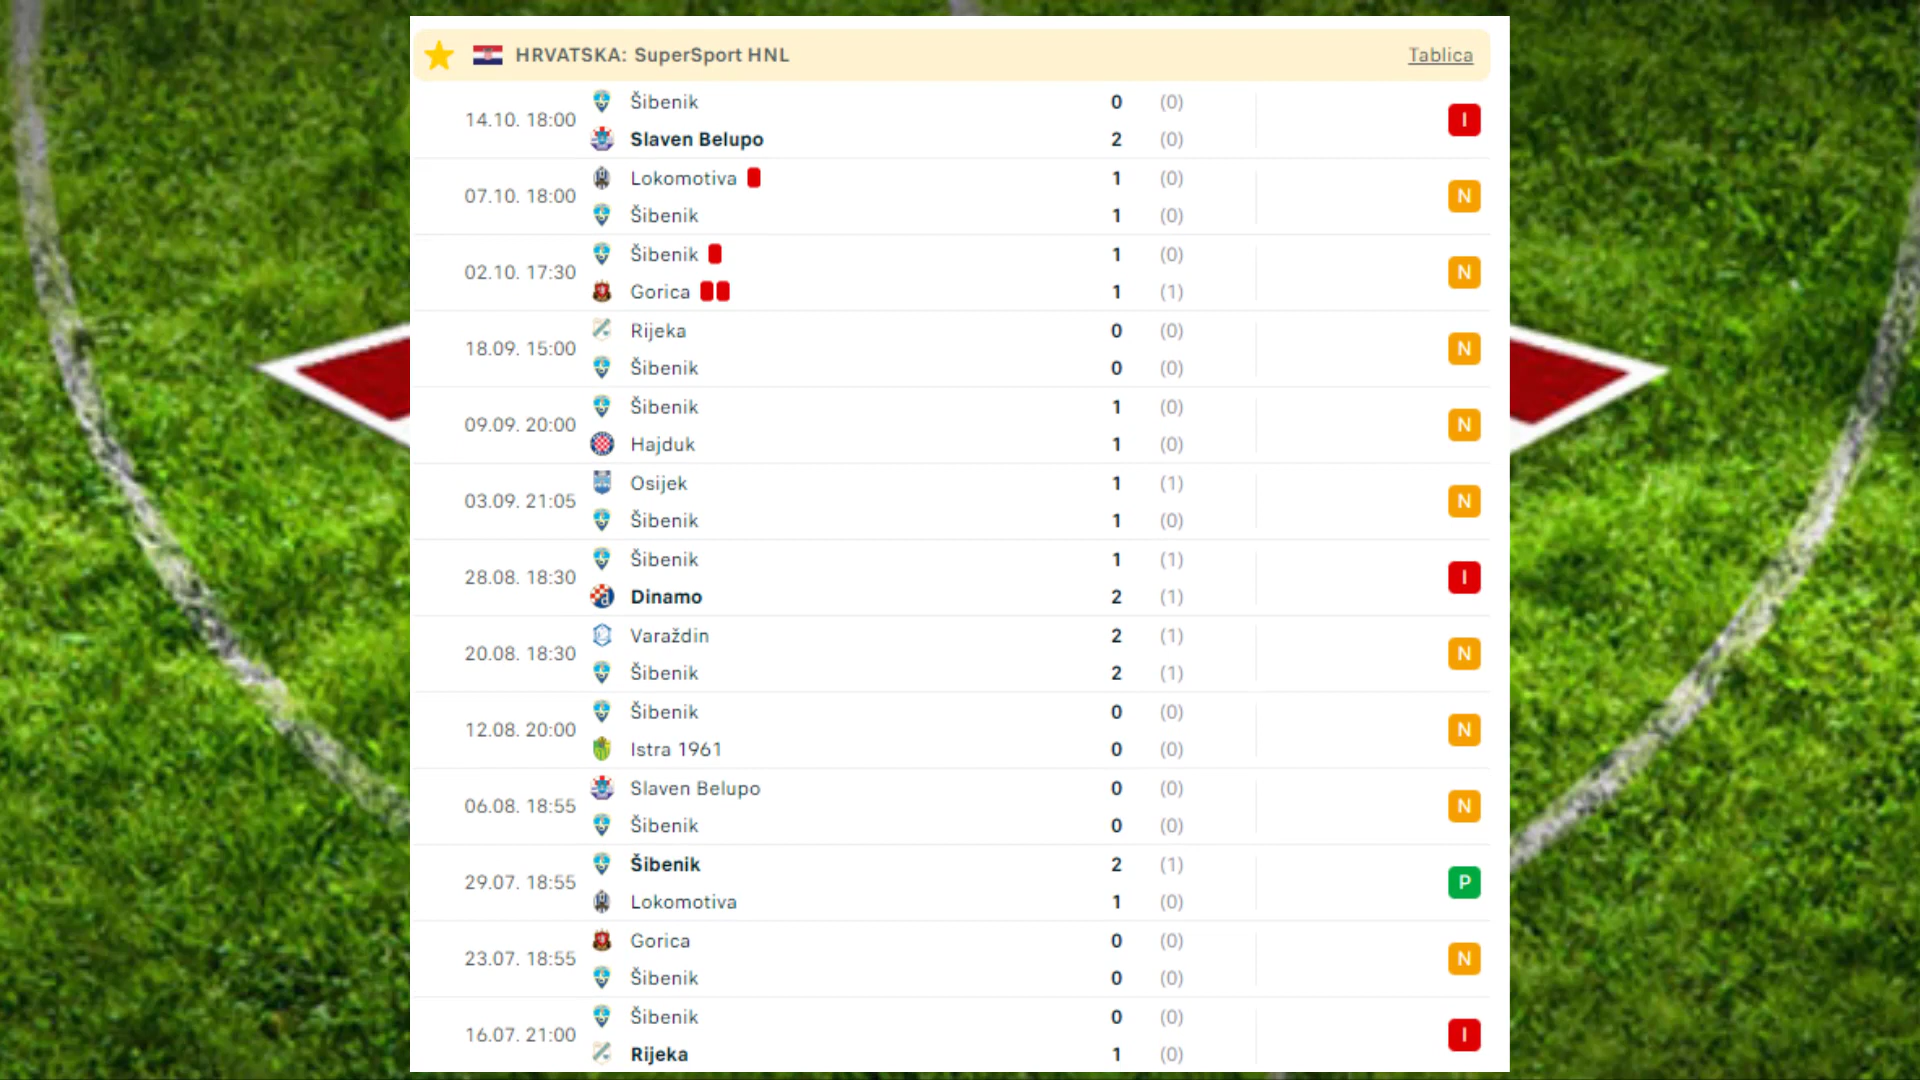 HRVATSKA: SuperSport HNL Tablica
14.10. 18:00 Šibenik 0 (0) I
Slaven Belupo 2 (0)
07.10. 18:00 Lokomotiva 1 (0) N
Šibenik 1 (0)
02.10. 17:30 Šibenik 1 (0) N
Gorica 1 (1)
18.09. 15:00 Rijeka 0 (0) N
Šibenik 0 (0)
09.09. 20:00 Šibenik 1 (0) N
Hajduk 1 (0)
03.09. 21:05 Osijek 1 (1) N
Šibenik 1 (0)
28.08. 18:30 Šibenik 1 (1) I
Dinamo 2 (1)
20.08. 18:30 Varaždin 2 (1) N
Šibenik 2 (1)
12.08. 20:00 Šibenik 0 (0) N
Istra 1961 0 (0)
06.08. 18:55 Slaven Belupo 0 (0) N
Šibenik 0 (0)
29.07. 18:55 Šibenik 2 (1) P
Lokomotiva 1 (0)
23.07. 18:55 Gorica 0 (0) N
Šibenik 0 (0)
16.07. 21:00 Šibenik 0 (0) I
Rijeka 1 (0)